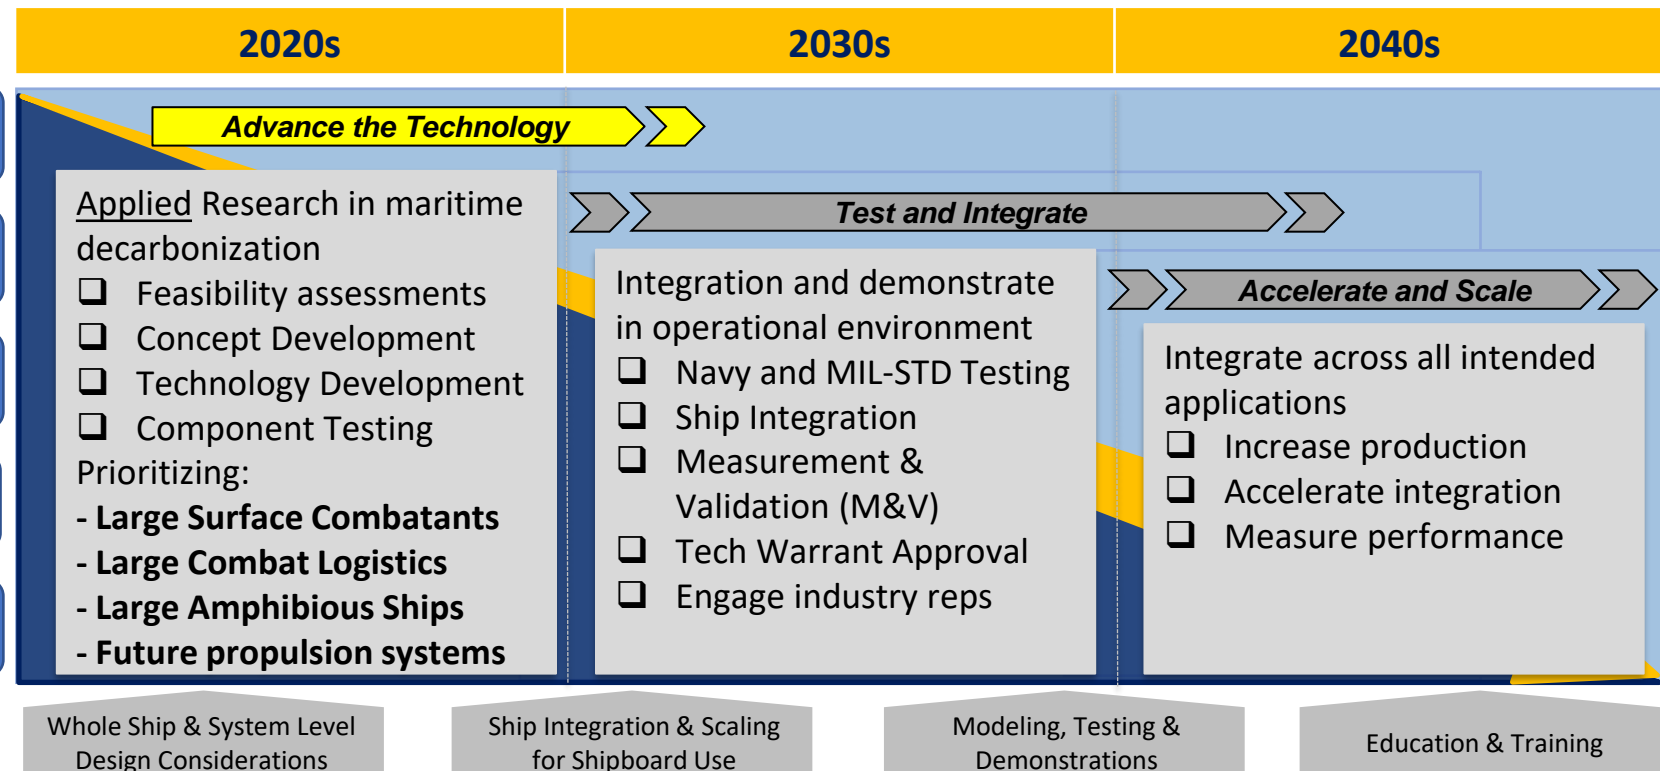 2020s
2030s
2040s
Advance the Technology
Applied Research in maritime
decarbonization
❑ Feasibility assessments
❑ Concept Development
❑ Technology Development
❑ Component Testing
Prioritizing:
- Large Surface Combatants
- Large Combat Logistics
- Large Amphibious Ships
- Future propulsion systems
Test and Integrate
Integration and demonstrate
in operational environment
❑ Navy and MIL-STD Testing
❑ Ship Integration
❑ Measurement &
Validation (M&V)
❑ Tech Warrant Approval
❑ Engage industry reps
Accelerate and Scale
Integrate across all intended
applications
❑ Increase production
❑ Accelerate integration
❑ Measure performance
Whole Ship & System Level
Design Considerations
Ship Integration & Scaling
for Shipboard Use
Modeling, Testing &
Demonstrations
Education & Training